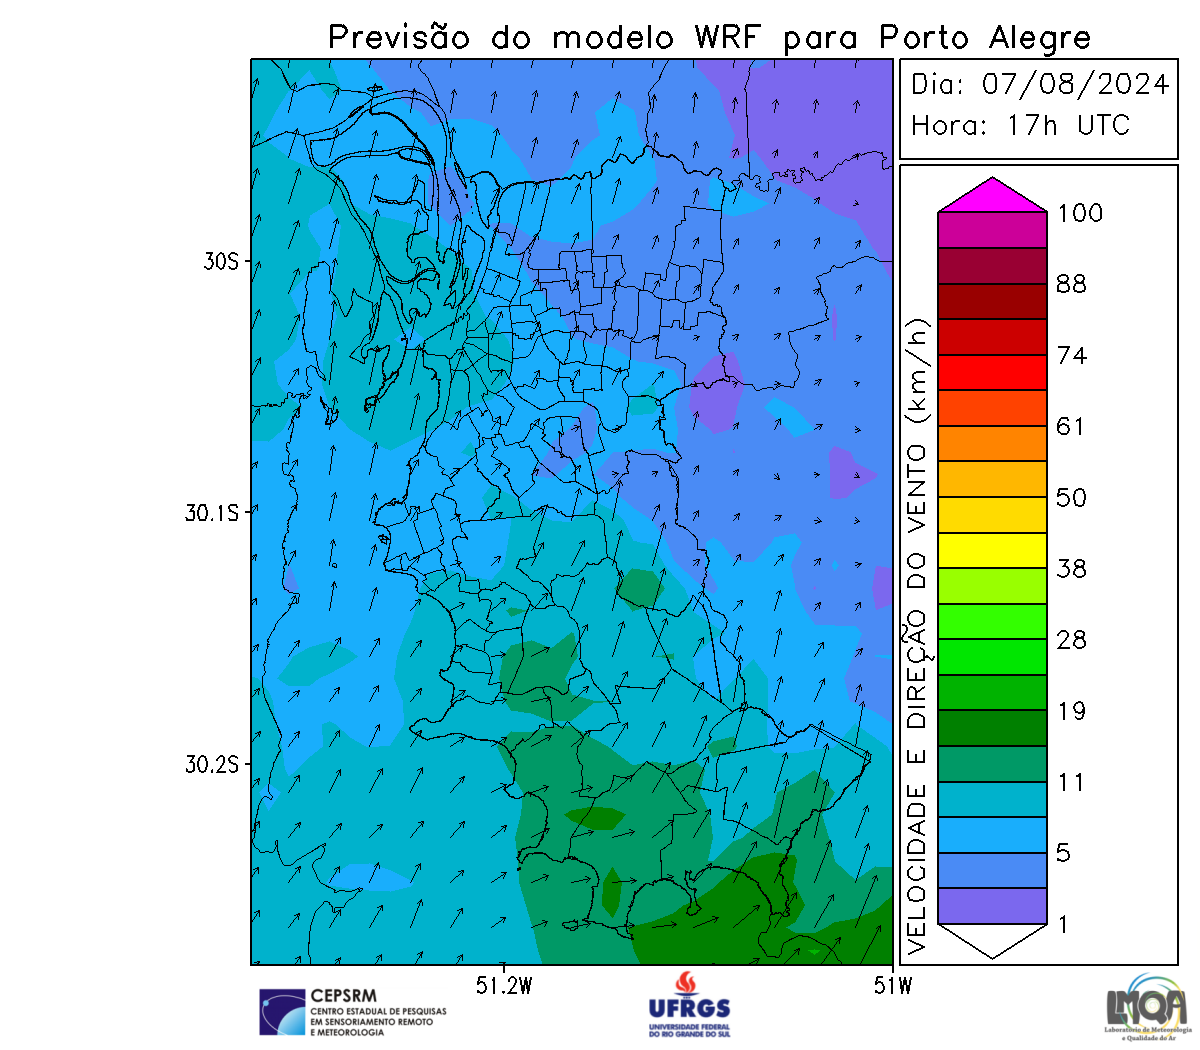 Previsão do modelo WRF para Porto Alegre
Dia: 07/08/2024
Hora: 17h UTC
30S
30.1S
30.2S
51.2W
51W
VELOCIDADE E DIREÇÃO DO VENTO (km/h)
100
88
74
61
50
38
28
19
11
5
1
CEPSRM
CENTRO ESTADUAL DE PESQUISAS
EM SENSORIAMENTO REMOTO
E METEOROLOGIA
UFRGS
UNIVERSIDADE FEDERAL
DO RIO GRANDE DO SUL
LMQA
Laboratório de Meteorologia
e Qualidade do Ar